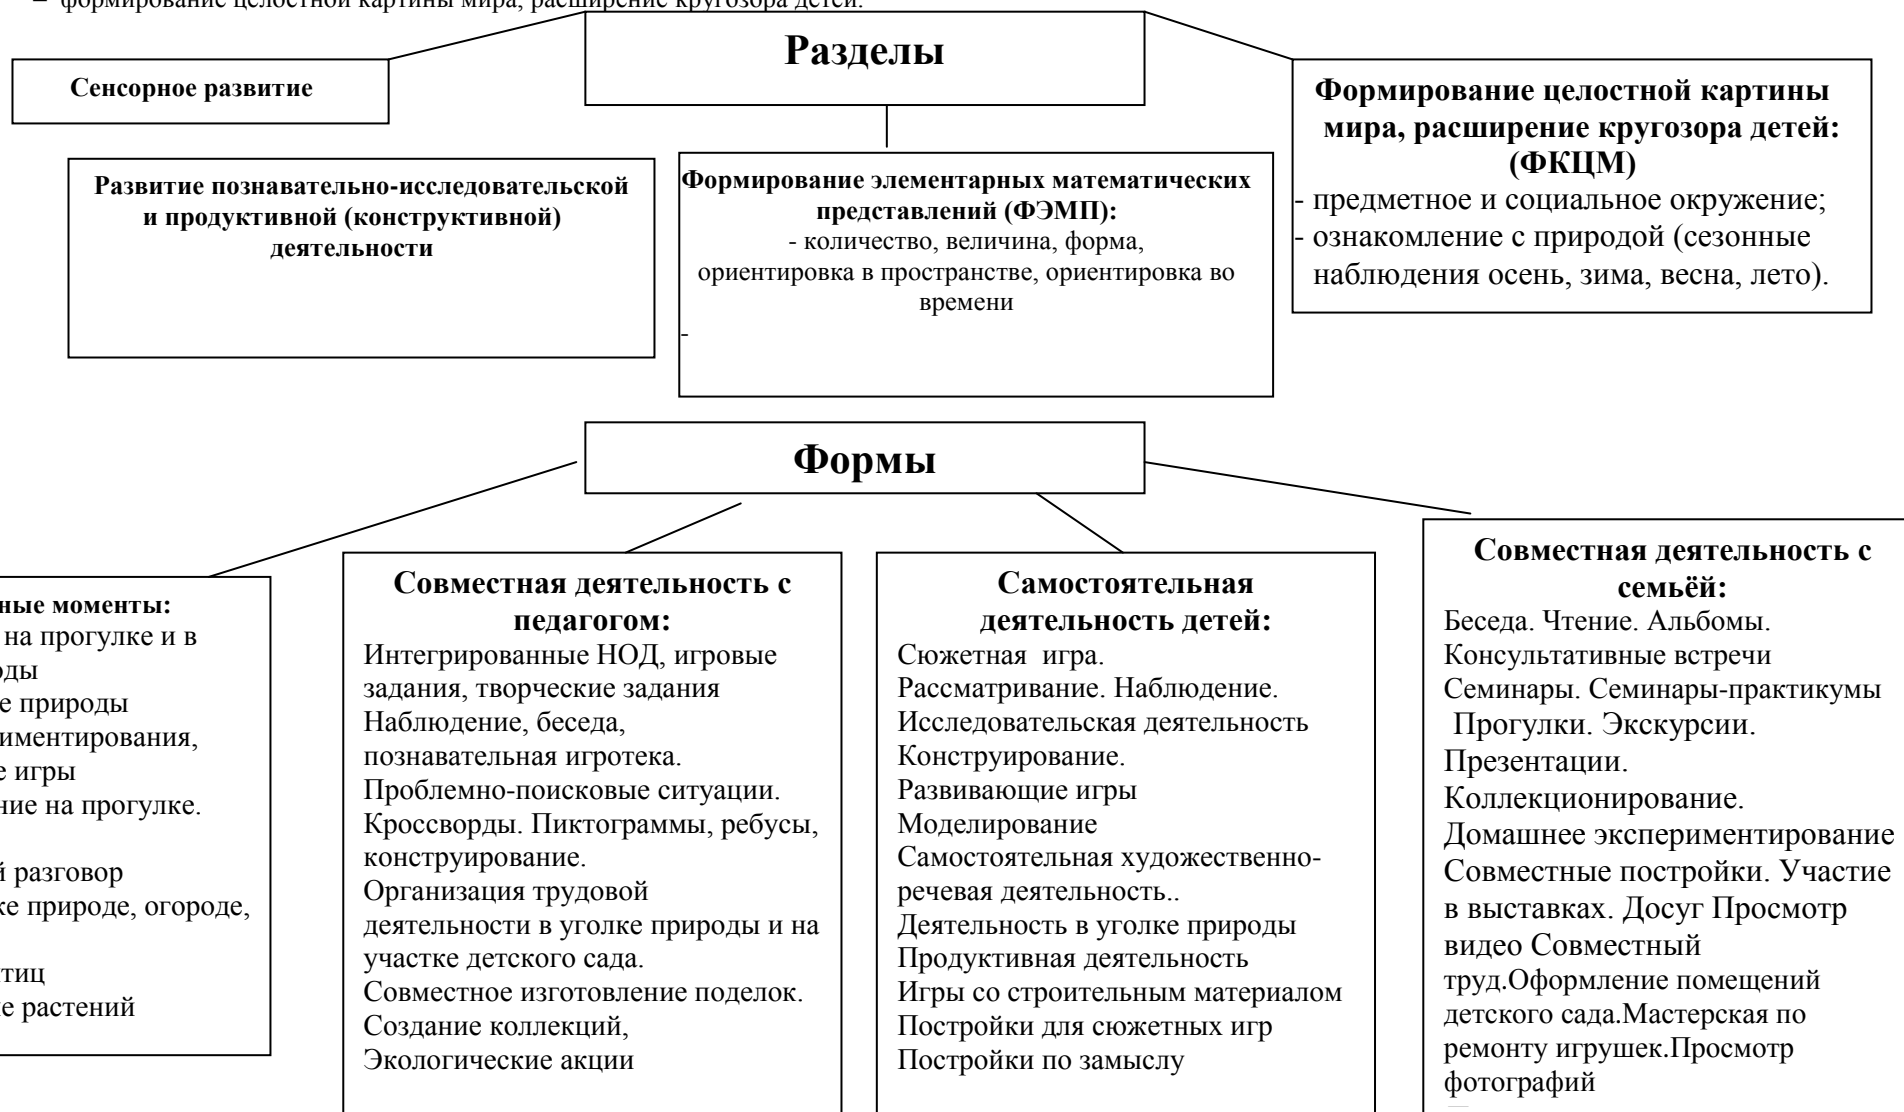 – формирование целостной картины мира, расширение кругозора детей.
Разделы
Сенсорное развитие
Развитие познавательно-исследовательской
и продуктивной (конструктивной)
деятельности
Формирование элементарных математических
представлений (ФЭМП):
- количество, величина, форма,
ориентировка в пространстве, ориентировка во
времени
-
Формирование целостной картины
мира, расширение кругозора детей:
(ФКЦМ)
- предметное и социальное окружение;
- ознакомление с природой (сезонные
наблюдения осень, зима, весна, лето).
Формы
ные моменты:
на прогулке и в
оды
е природы
иментирования,
е игры
ние на прогулке.
й разговор
ке природе, огороде,
тиц
ие растений
Совместная деятельность с
педагогом:
Интегрированные НОД, игровые
задания, творческие задания
Наблюдение, беседа,
познавательная игротека.
Проблемно-поисковые ситуации.
Кроссворды. Пиктограммы, ребусы,
конструирование.
Организация трудовой
деятельности в уголке природы и на
участке детского сада.
Совместное изготовление поделок.
Создание коллекций,
Экологические акции
Самостоятельная
деятельность детей:
Сюжетная игра.
Рассматривание. Наблюдение.
Исследовательская деятельность
Конструирование.
Развивающие игры
Моделирование
Самостоятельная художественно-
речевая деятельность..
Деятельность в уголке природы
Продуктивная деятельность
Игры со строительным материалом
Постройки для сюжетных игр
Постройки по замыслу
Совместная деятельность с
семьёй:
Беседа. Чтение. Альбомы.
Консультативные встречи
Семинары. Семинары-практикумы
Прогулки. Экскурсии.
Презентации.
Коллекционирование.
Домашнее экспериментирование
Совместные постройки. Участие
в выставках. Досуг Просмотр
видео Совместный
труд.Оформление помещений
детского сада.Мастерская по
ремонту игрушек.Просмотр
фотографий